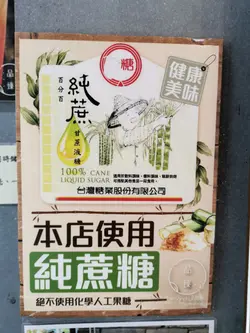 糖
健康
美味
純蔗
百分百
甘蔗液糖
100% CANE
LIQUID SUGAR
台灣糖業股份有限公司
本店使用
純蔗糖
絕不使用化學人工果糖